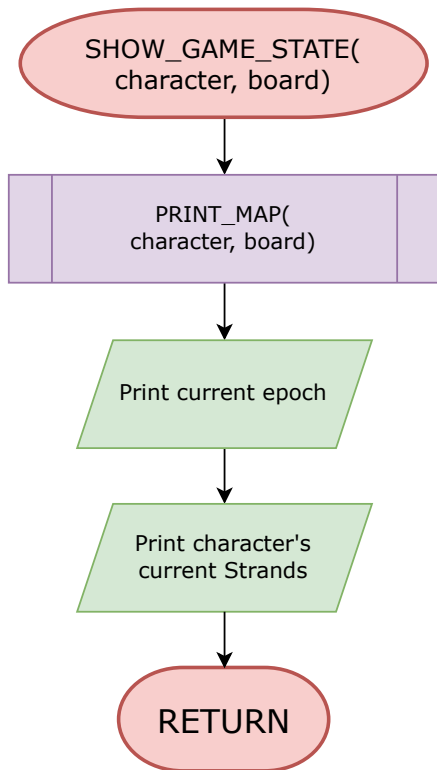 SHOW_GAME_STATE(
character, board)
PRINT_MAP(
character, board)
Print current epoch
Print character's
current Strands
RETURN